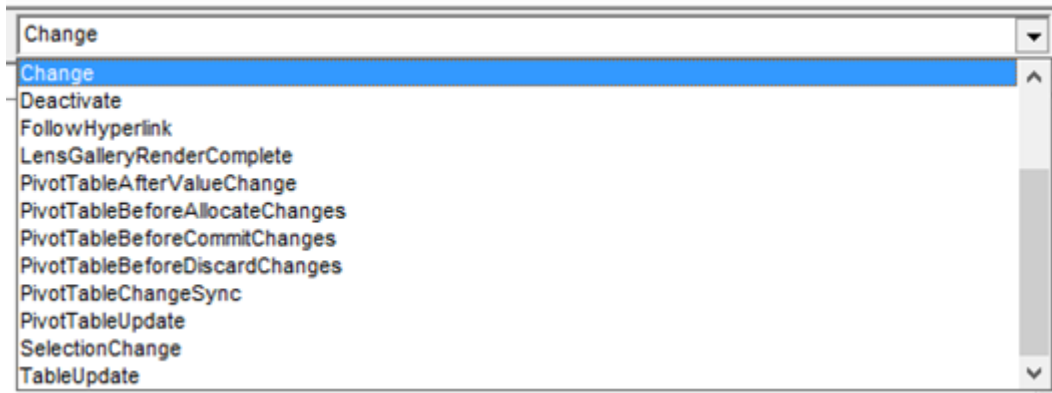 Change
Change
Deactivate
FollowHyperlink
LensGalleryRenderComplete
PivotTableAfterValueChange
PivotTableBeforeAllocateChanges
PivotTableBeforeCommitChanges
PivotTableBeforeDiscardChanges
PivotTableChangeSync
PivotTableUpdate
SelectionChange
TableUpdate